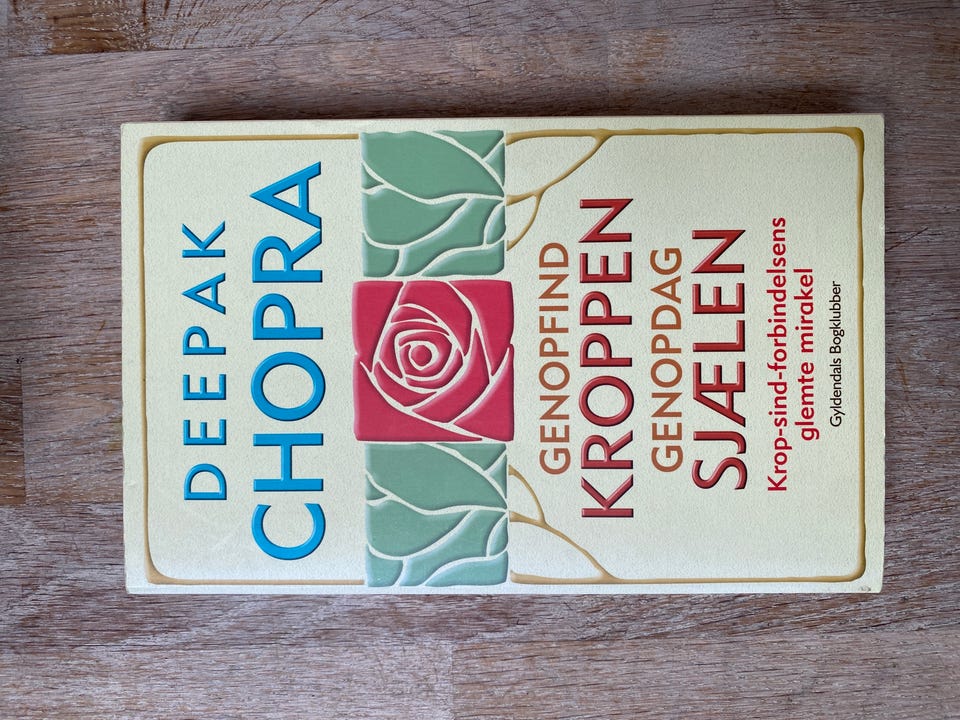 DEEPAK
CHOPRA
GENOPFIND
KROPPEN
GENOPDAG
SJÆLEN
Krop-sind-forbindelsens
glemte mirakel
Gyldendals Bogklubber